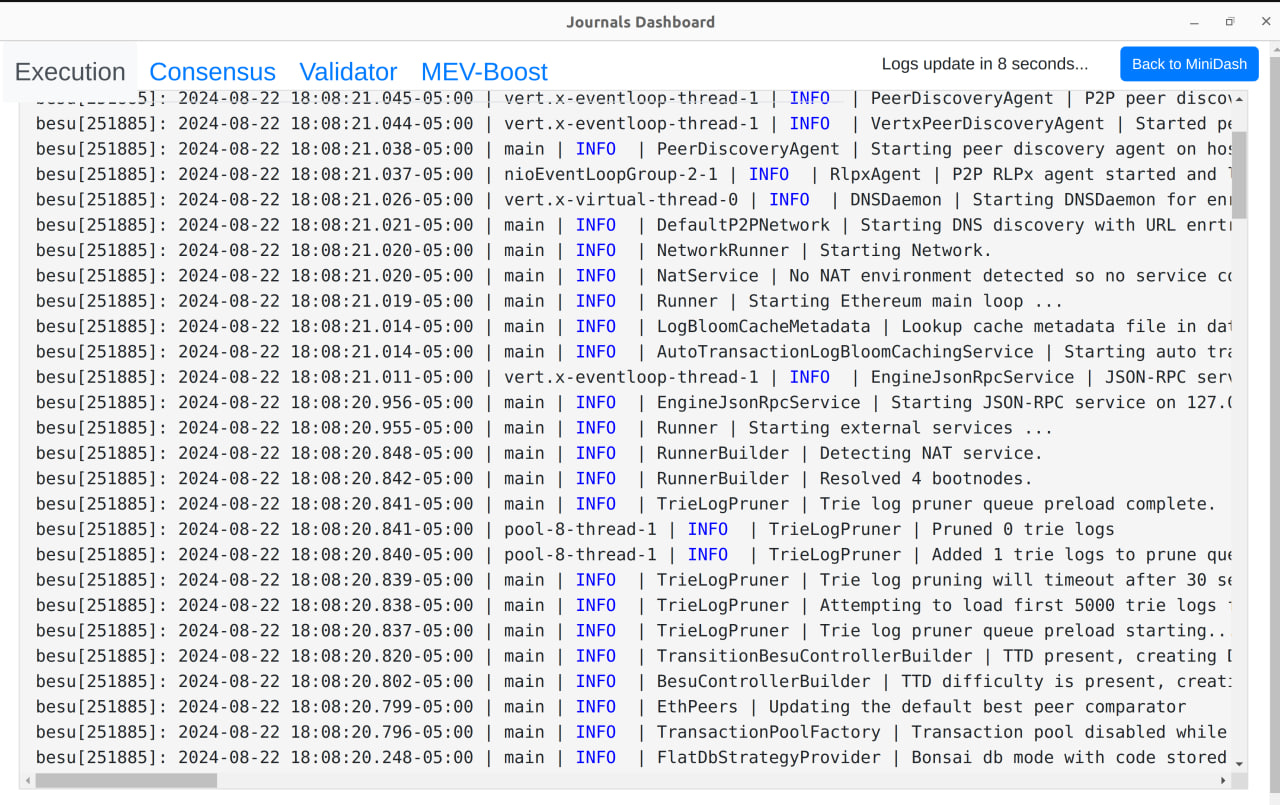 Journals Dashboard
Execution Consensus Validator MEV-Boost Logs update in 8 seconds... Back to MiniDash
besu[251885]: 2024-08-22 18:08:21.045-05:00 | vert.x-eventloop-thread-1 | INFO | PeerDiscoveryAgent | P2P peer discov
besu[251885]: 2024-08-22 18:08:21.044-05:00 | vert.x-eventloop-thread-1 | INFO | VertxPeerDiscoveryAgent | Started pe
besu[251885]: 2024-08-22 18:08:21.038-05:00 | main | INFO | PeerDiscoveryAgent | Starting peer discovery agent on hos
besu[251885]: 2024-08-22 18:08:21.037-05:00 | nioEventLoopGroup-2-1 | INFO | RlpxAgent | P2P RLPx agent started and
besu[251885]: 2024-08-22 18:08:21.026-05:00 | vert.x-virtual-thread-0 | INFO | DNSDaemon | Starting DNSDaemon for enr
besu[251885]: 2024-08-22 18:08:21.021-05:00 | main | INFO | DefaultP2PNetwork | Starting DNS discovery with URL enrtr
besu[251885]: 2024-08-22 18:08:21.020-05:00 | main | INFO | NetworkRunner | Starting Network.
besu[251885]: 2024-08-22 18:08:21.020-05:00 | main | INFO | NatService | No NAT environment detected so no service co
besu[251885]: 2024-08-22 18:08:21.019-05:00 | main | INFO | Runner | Starting Ethereum main loop ...
besu[251885]: 2024-08-22 18:08:21.014-05:00 | main | INFO | LogBloomCacheMetadata | Lookup cache metadata file in dat
besu[251885]: 2024-08-22 18:08:21.014-05:00 | main | INFO | AutoTransactionLogBloomCachingService | Starting auto tra
besu[251885]: 2024-08-22 18:08:21.011-05:00 | vert.x-eventloop-thread-1 | INFO | EngineJsonRpcService | JSON-RPC serv
besu[251885]: 2024-08-22 18:08:20.956-05:00 | main | INFO | EngineJsonRpcService | Starting JSON-RPC service on 127.0
besu[251885]: 2024-08-22 18:08:20.955-05:00 | main | INFO | Runner | Starting external services ...
besu[251885]: 2024-08-22 18:08:20.848-05:00 | main | INFO | RunnerBuilder | Detecting NAT service.
besu[251885]: 2024-08-22 18:08:20.842-05:00 | main | INFO | RunnerBuilder | Resolved 4 bootnodes.
besu[251885]: 2024-08-22 18:08:20.841-05:00 | main | INFO | TrieLogPruner | Trie log pruner queue preload complete.
besu[251885]: 2024-08-22 18:08:20.841-05:00 | pool-8-thread-1 | INFO | TrieLogPruner | Pruned 0 trie logs
besu[251885]: 2024-08-22 18:08:20.840-05:00 | pool-8-thread-1 | INFO | TrieLogPruner | Added 1 trie logs to prune que
besu[251885]: 2024-08-22 18:08:20.839-05:00 | main | INFO | TrieLogPruner | Trie log pruning will timeout after 30 se
besu[251885]: 2024-08-22 18:08:20.838-05:00 | main | INFO | TrieLogPruner | Attempting to load first 5000 trie logs
besu[251885]: 2024-08-22 18:08:20.837-05:00 | main | INFO | TrieLogPruner | Trie log pruner queue preload starting..
besu[251885]: 2024-08-22 18:08:20.820-05:00 | main | INFO | TransitionBesuControllerBuilder | TTD present, creating
besu[251885]: 2024-08-22 18:08:20.802-05:00 | main | INFO | BesuControllerBuilder | TTD difficulty is present, creati
besu[251885]: 2024-08-22 18:08:20.799-05:00 | main | INFO | EthPeers | Updating the default best peer comparator
besu[251885]: 2024-08-22 18:08:20.796-05:00 | main | INFO | TransactionPoolFactory | Transaction pool disabled while
besu[251885]: 2024-08-22 18:08:20.248-05:00 | main | INFO | FlatDbStrategyProvider | Bonsai db mode with code stored